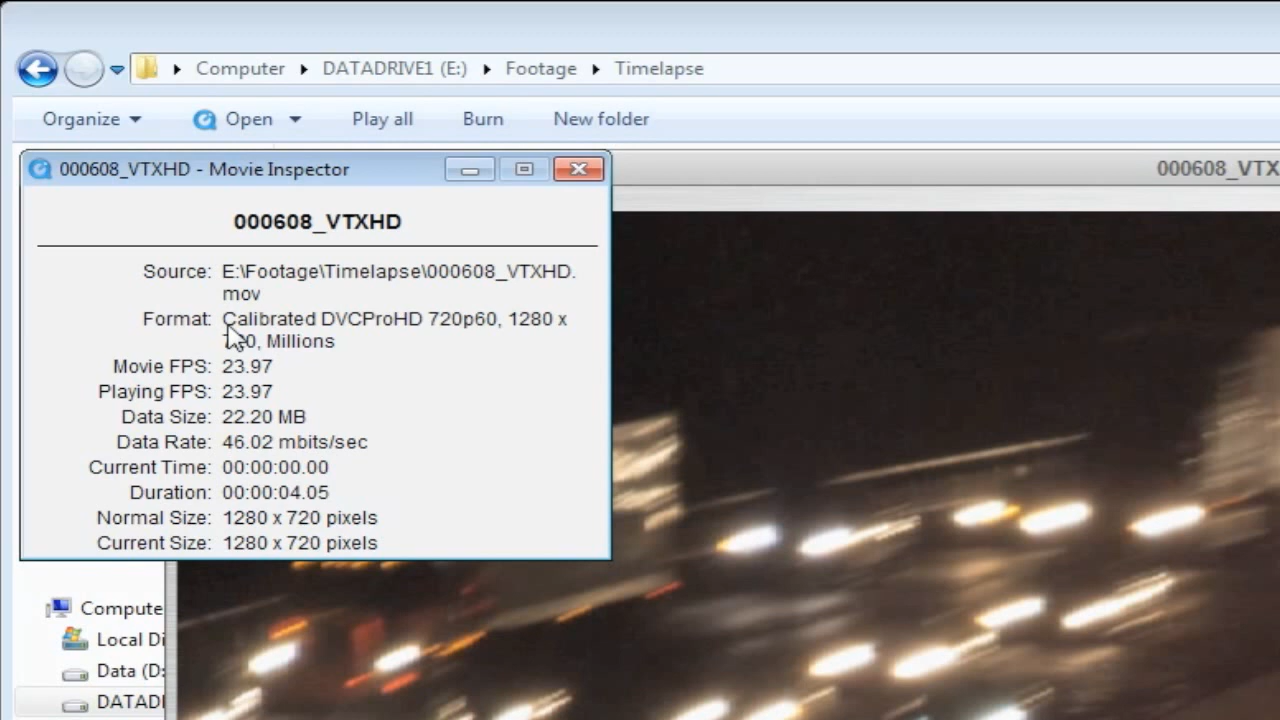 Computer DATADRIVE1 (E:) Footage Timelapse
Organize Open Play all Burn New folder
000608_VTXHD - Movie Inspector
000608_VTX
000608_VTXHD
Source: E:\Footage\Timelapse\000608_VTXHD.
mov
Format: Calibrated DVCProHD 720p60, 1280 x
Millions
Movie FPS: 23.97
Playing FPS: 23.97
Data Size: 22.20 MB
Data Rate: 46.02 mbits/sec
Current Time: 00:00:00.00
Duration: 00:00:04.05
Normal Size: 1280 x 720 pixels
Current Size: 1280 x 720 pixels
Compute
Local Di
Data (D:
DATADI